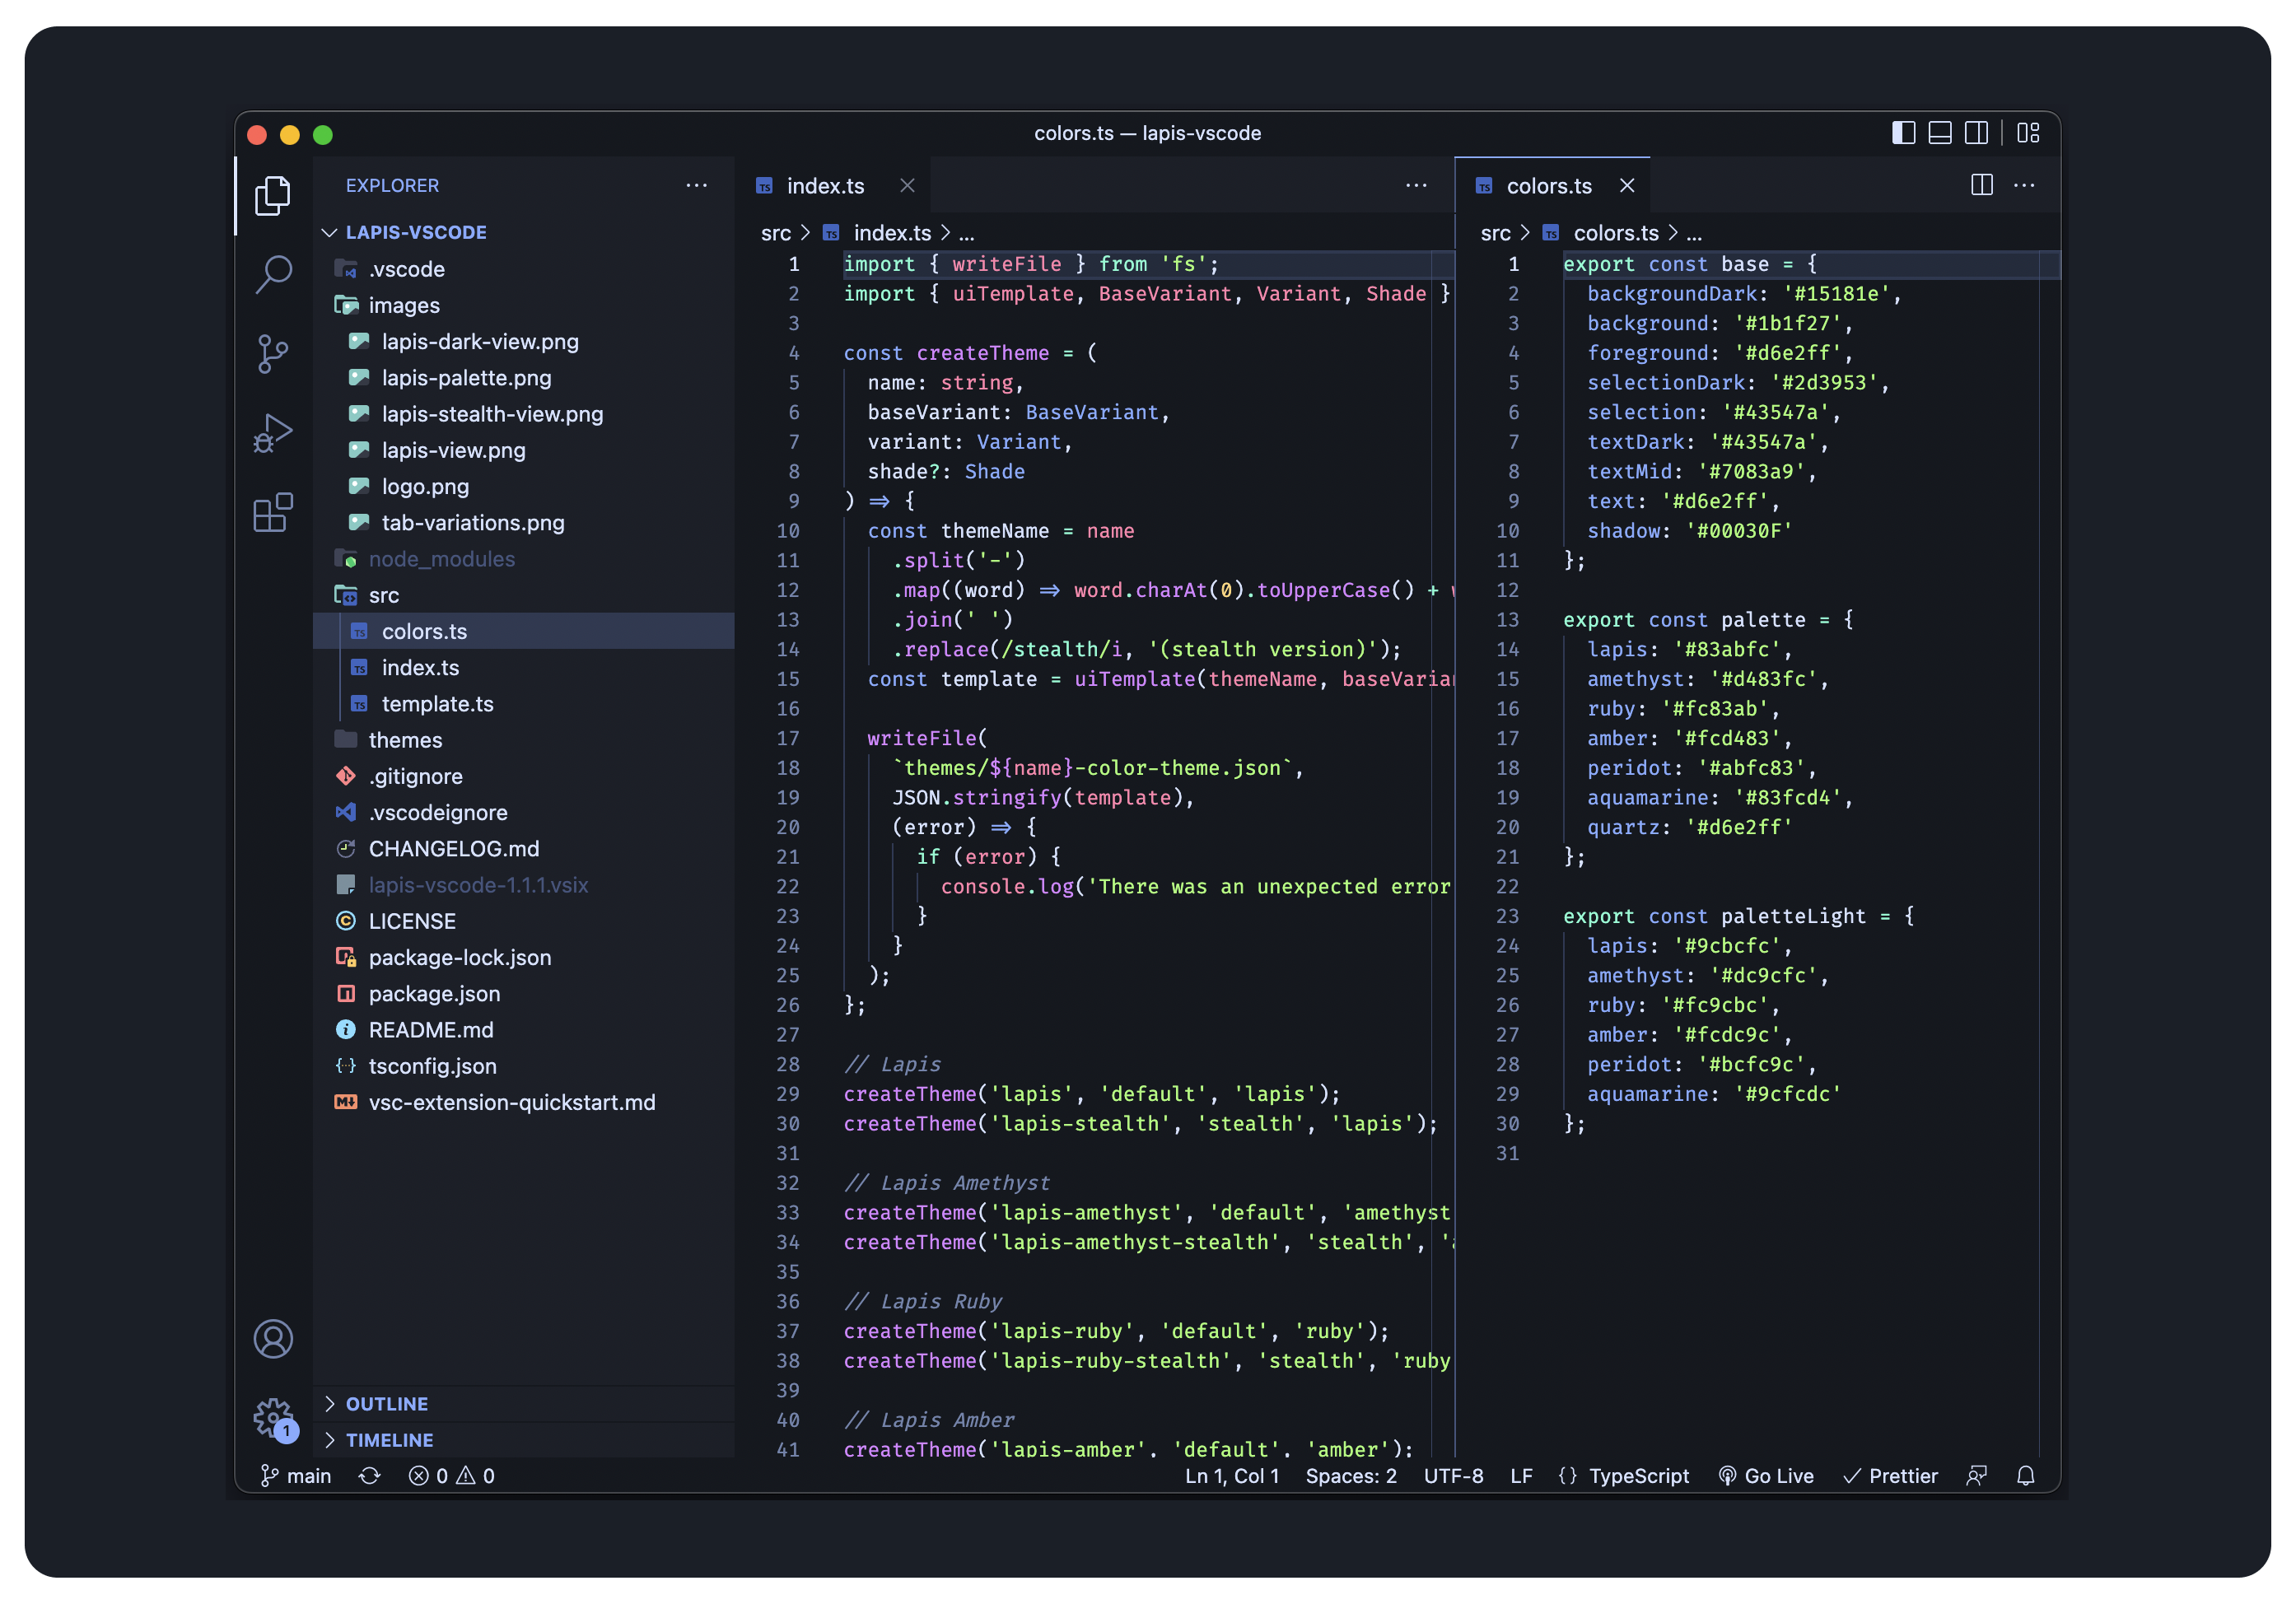 colors.ts — lapis-vscode
EXPLORER
LAPIS-VSCODE
.vscode
images
lapis-dark-view.png
lapis-palette.png
lapis-stealth-view.png
lapis-view.png
logo.png
tab-variations.png
node_modules
src
colors.ts
index.ts
template.ts
themes
.gitignore
.vscodeignore
CHANGELOG.md
lapis-vscode-1.1.1.vsix
LICENSE
package-lock.json
package.json
README.md
tsconfig.json
vsc-extension-quickstart.md
OUTLINE
TIMELINE
index.ts
src > index.ts > ...
1 import { writeFile } from 'fs';
2 import { uiTemplate, BaseVariant, Variant, Shade }
3
4 const createTheme = (
5 name: string,
6 baseVariant: BaseVariant,
7 variant: Variant,
8 shade?: Shade
9 ) => {
10 const themeName = name
11 .split('-')
12 .map((word) => word.charAt(0).toUpperCase() +
13 .join(' ')
14 .replace(/stealth/i, '(stealth version)');
15 const template = uiTemplate(themeName, baseVaria
16
17 writeFile(
18 `themes/${name}-color-theme.json`,
19 JSON.stringify(template),
20 (error) => {
21 if (error) {
22 console.log('There was an unexpected error
23 }
24 }
25 );
26 };
27
28 // Lapis
29 createTheme('lapis', 'default', 'lapis');
30 createTheme('lapis-stealth', 'stealth', 'lapis');
31
32 // Lapis Amethyst
33 createTheme('lapis-amethyst', 'default', 'amethyst
34 createTheme('lapis-amethyst-stealth', 'stealth', '
35
36 // Lapis Ruby
37 createTheme('lapis-ruby', 'default', 'ruby');
38 createTheme('lapis-ruby-stealth', 'stealth', 'ruby
39
40 // Lapis Amber
41 createTheme('lapis-amber', 'default', 'amber');
colors.ts
src > colors.ts > ...
1 export const base = {
2 backgroundDark: '#15181e',
3 background: '#1b1f27',
4 foreground: '#d6e2ff',
5 selectionDark: '#2d3953',
6 selection: '#43547a',
7 textDark: '#43547a',
8 textMid: '#7083a9',
9 text: '#d6e2ff',
10 shadow: '#00030F'
11 };
12
13 export const palette = {
14 lapis: '#83abfc',
15 amethyst: '#d483fc',
16 ruby: '#fc83ab',
17 amber: '#fcd483',
18 peridot: '#abfc83',
19 aquamarine: '#83fcd4',
20 quartz: '#d6e2ff'
21 };
22
23 export const paletteLight = {
24 lapis: '#9cbcfc',
25 amethyst: '#dc9cfc',
26 ruby: '#fc9cbc',
27 amber: '#fcdc9c',
28 peridot: '#bcfc9c',
29 aquamarine: '#9cfcdc'
30 };
31
1
main 0 0 Ln 1, Col 1 Spaces: 2 UTF-8 LF {} TypeScript Go Live Prettier